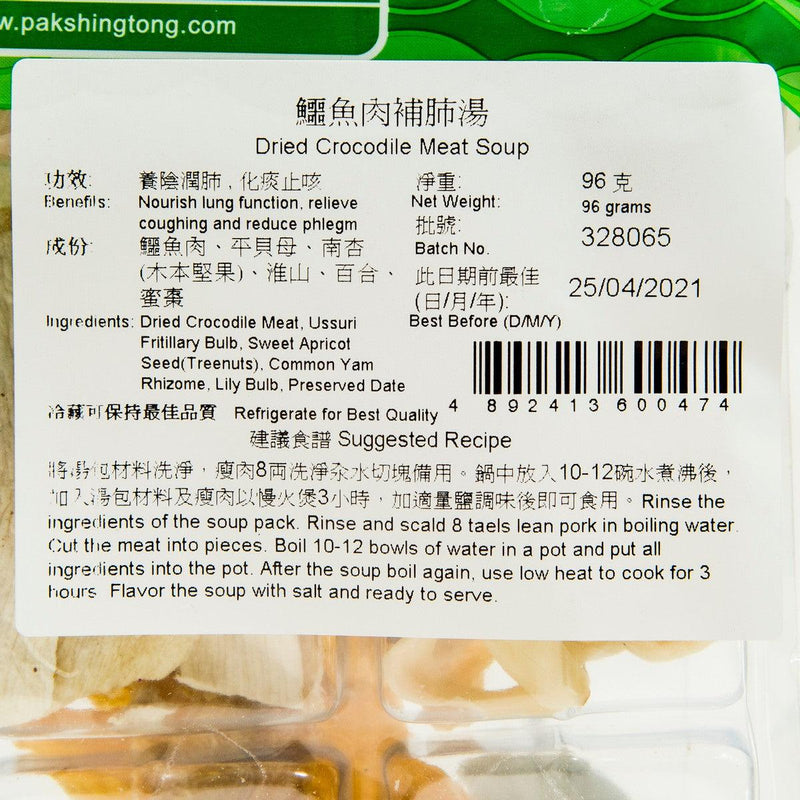 w.pakshingtong.com
鱷魚肉補肺湯
Dried Crocodile Meat Soup
功效: 養陰潤肺 , 化痰止咳
Benefits: Nourish lung function, relieve
coughing and reduce phlegm
淨重: 96 克
Net Weight: 96 grams
批號: 328065
Batch No.
成份: 鱷魚肉、平貝母、南杏
(木本堅果)、淮山、百合、
蜜棗
此日期前最佳 25/04/2021
(日/月/年):
Best Before (D/M/Y)
Ingredients: Dried Crocodile Meat, Ussuri
Fritillary Bulb, Sweet Apricot
Seed(Treenuts), Common Yam
Rhizome, Lily Bulb, Preserved Date
4 892413 600474
冷藏可保持最佳品質 Refrigerate for Best Quality
建議食譜 Suggested Recipe
將湯包材料洗淨，瘦肉8両洗淨汆水切塊備用。鍋中放入10-12碗水煮沸後，
加入湯包材料及瘦肉以慢火煲3小時，加適量鹽調味後即可食用。Rinse the
ingredients of the soup pack. Rinse and scald 8 taels lean pork in boiling water.
Cut the meat into pieces. Boil 10-12 bowls of water in a pot and put all
ingredients into the pot. After the soup boil again, use low heat to cook for 3
hours. Flavor the soup with salt and ready to serve.